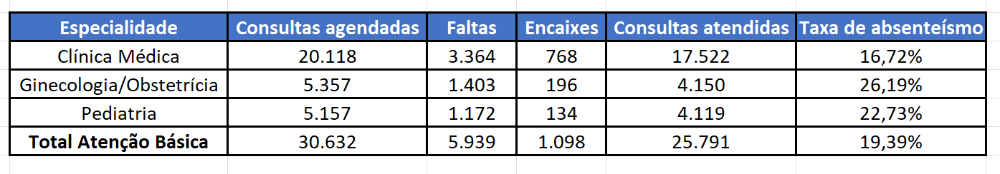 Especialidade Consultas agendadas Faltas Encaixes Consultas atendidas Taxa de absenteísmo
Clínica Médica 20.118 3.364 768 17.522 16,72%
Ginecologia/Obstetrícia 5.357 1.403 196 4.150 26,19%
Pediatria 5.157 1.172 134 4.119 22,73%
Total Atenção Básica 30.632 5.939 1.098 25.791 19,39%